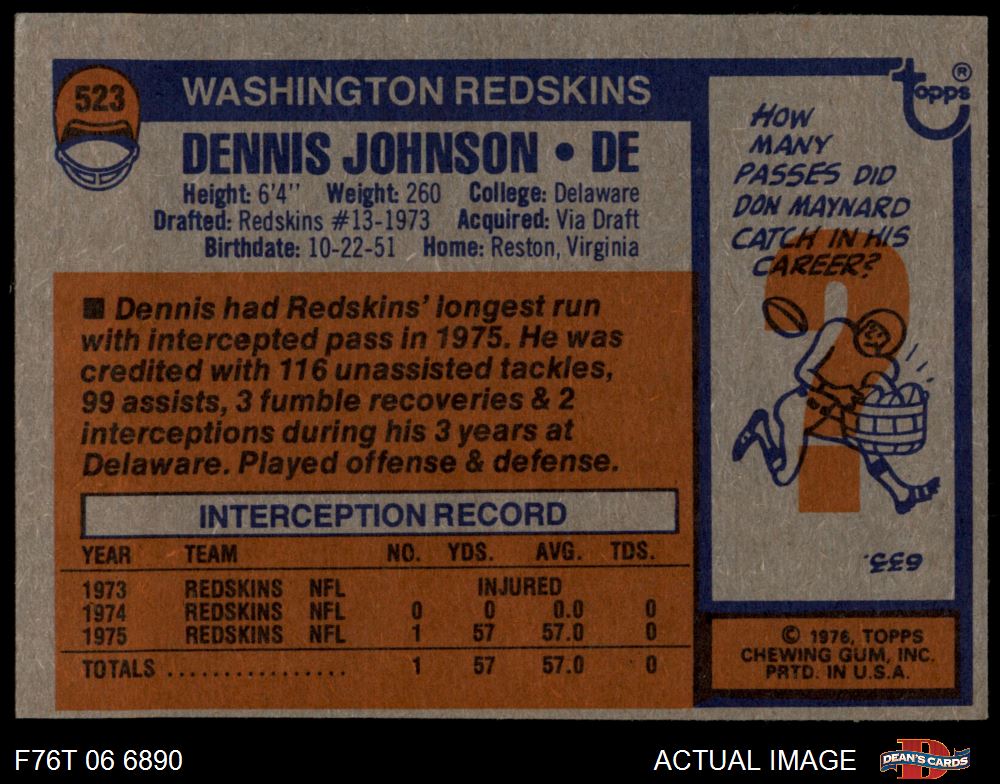 523
WASHINGTON REDSKINS
DENNIS JOHNSON • DE
Height: 6'4'' Weight: 260 College: Delaware
Drafted: Redskins #13-1973 Acquired: Via Draft
Birthdate: 10-22-51 Home: Reston, Virginia
■ Dennis had Redskins' longest run
with intercepted pass in 1975. He was
credited with 116 unassisted tackles,
99 assists, 3 fumble recoveries & 2
interceptions during his 3 years at
Delaware. Played offense & defense.
INTERCEPTION RECORD
YEAR TEAM NO. YDS. AVG. TDS.
1973 REDSKINS NFL INJURED
1974 REDSKINS NFL 0 0 0.0 0
1975 REDSKINS NFL 1 57 57.0 0
TOTALS ................ 1 57 57.0 0
topps ®
HOW
MANY
PASSES DID
DON MAYNARD
CATCH IN HIS
CAREER?
?
633.
© 1976, TOPPS
CHEWING GUM, INC.
PRTD. IN U.S.A.
F76T 06 6890
ACTUAL IMAGE
DEAN'S CARDS